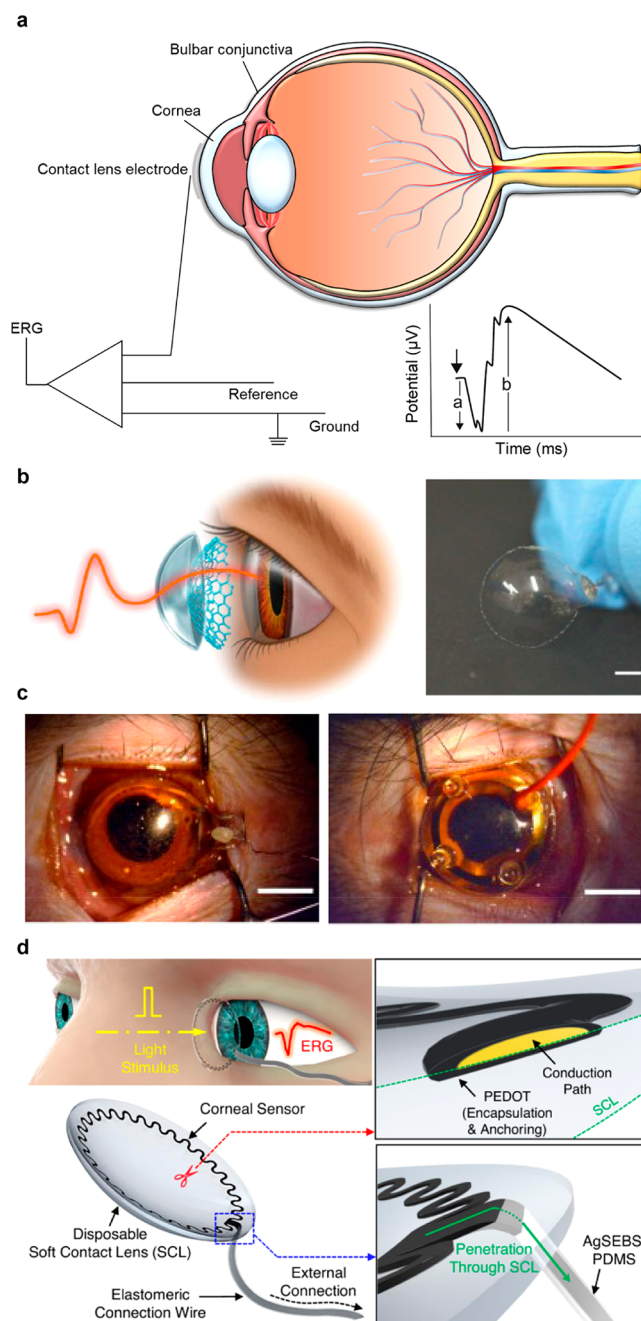 a
Bulbar conjunctiva
Cornea
Contact lens electrode
ERG
Reference
Ground
Potential (µV)
a
b
Time (ms)
b
c
d
Light
Stimulus
ERG
Conduction
Path
PEDOT
(Encapsulation
& Anchoring)
SCL
Corneal Sensor
Disposable
Soft Contact Lens (SCL)
Elastomeric
Connection Wire
External
Connection
Penetration
Through SCL
AgSEBS
PDMS